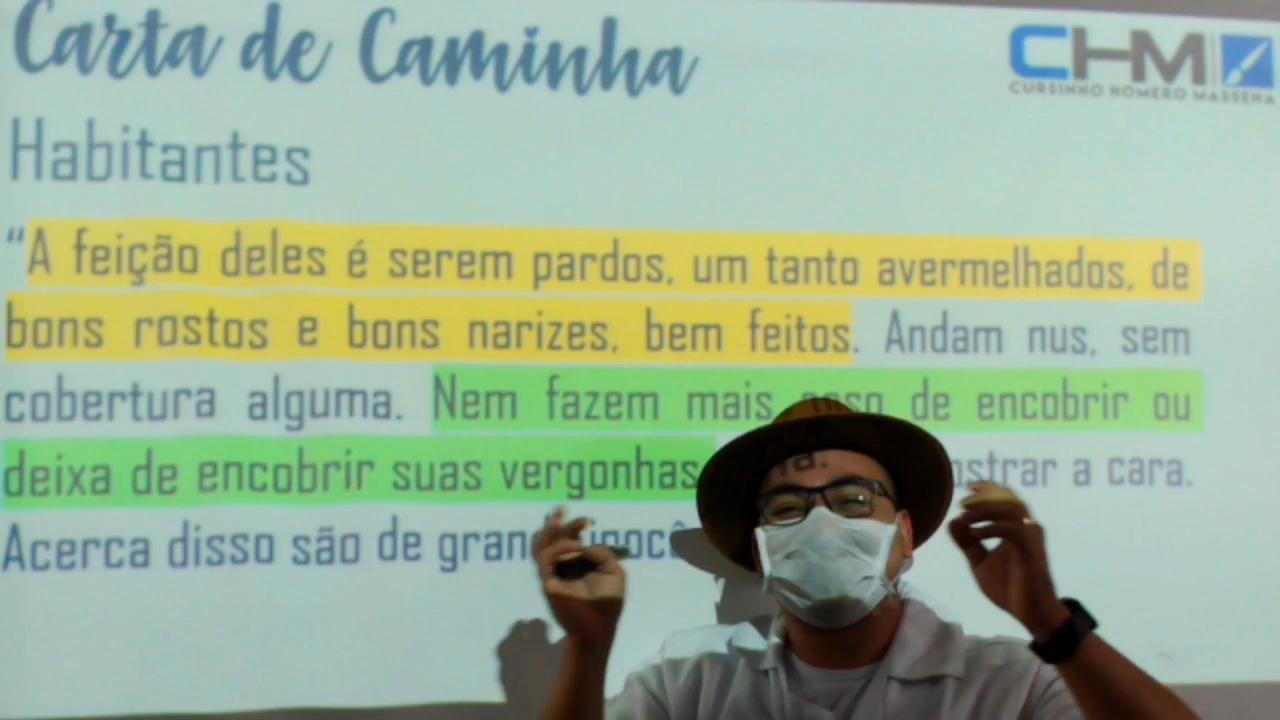 Carta de Caminha
CHM
CURSINHO HOMERO MASSENA
Habitantes
“A feição deles é serem pardos, um tanto avermelhados, de
bons rostos e bons narizes, bem feitos. Andam nus, sem
cobertura alguma. Nem fazem mais caso de encobrir ou
deixa de encobrir suas vergonhas a cara.
Acerca disso são de